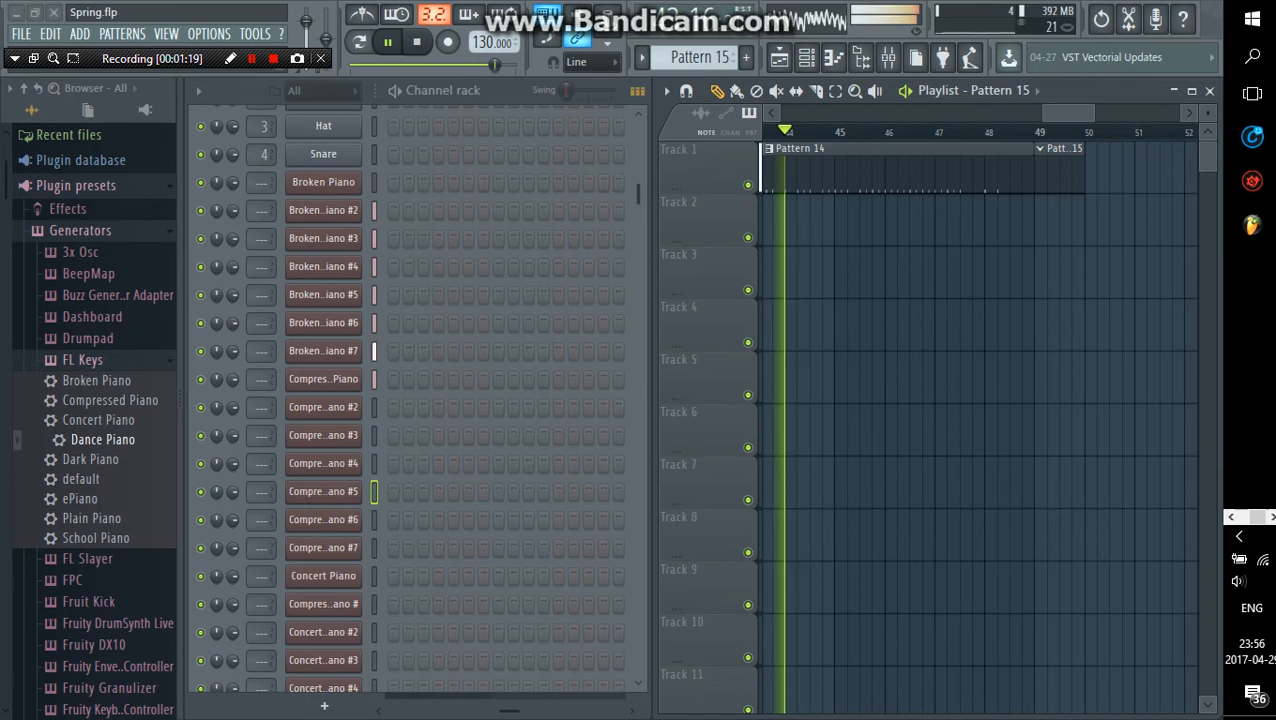 Spring.flp
www.Bandicam.com
3.2
4
392 MB
21
FILE EDIT ADD PATTERNS VIEW OPTIONS TOOLS ?
130.000
Recording [00:01:19]
Line
Pattern 15
04-27 VST Vectorial Updates
Browser - All
All
Channel rack
Swing
Playlist - Pattern 15
NOTE CHAN PAT
44 45 46 47 48 49 50 51 52
Recent files
Plugin database
Plugin presets
Effects
Generators
3x Osc
BeepMap
Buzz Gener..r Adapter
Dashboard
Drumpad
FL Keys
Broken Piano
Compressed Piano
Concert Piano
Dance Piano
Dark Piano
default
ePiano
Plain Piano
School Piano
FL Slayer
FPC
Fruit Kick
Fruity DrumSynth Live
Fruity DX10
Fruity Enve..Controller
Fruity Granulizer
Fruity Keyb..Controller
3 Hat
4 Snare
--- Broken Piano
--- Broken..iano #2
--- Broken..iano #3
--- Broken..iano #4
--- Broken..iano #5
--- Broken..iano #6
--- Broken..iano #7
--- Compres..Piano
--- Compre..ano #2
--- Compre..ano #3
--- Compre..ano #4
--- Compre..ano #5
--- Compre..ano #6
--- Compre..ano #7
--- Concert Piano
--- Compres..ano #
--- Concert..ano #2
--- Concert..ano #3
--- Concert..ano #4
Track 1
Pattern 14
Patt..15
Track 2
Track 3
Track 4
Track 5
Track 6
Track 7
Track 8
Track 9
Track 10
Track 11
ENG
23:56
2017-04-29
36